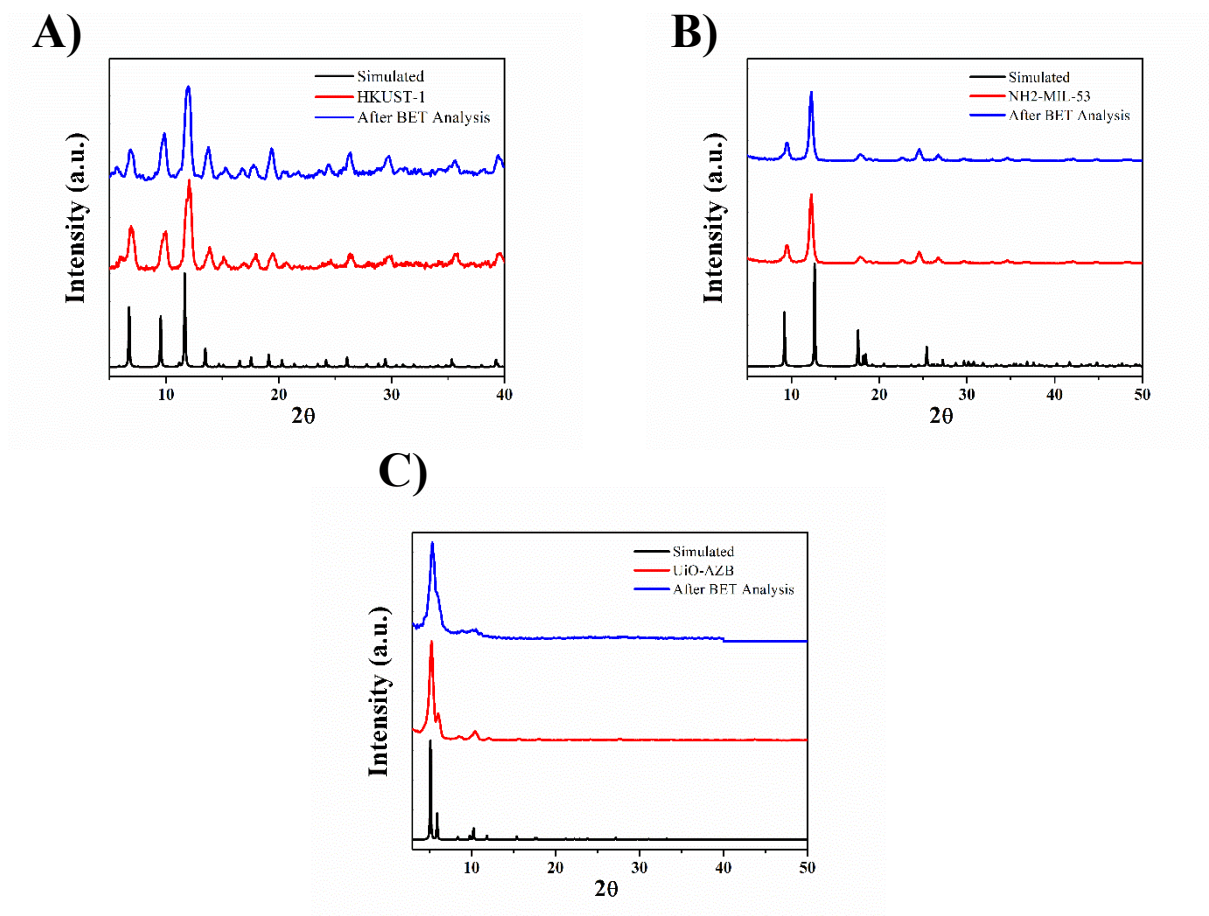 A)
Simulated
HKUST-1
After BET Analysis
Intensity (a.u.)
10 20 30 40
2θ
B)
Simulated
NH2-MIL-53
After BET Analysis
Intensity (a.u.)
10 20 30 40 50
2θ
C)
Simulated
UiO-AZB
After BET Analysis
Intensity (a.u.)
10 20 30 40 50
2θ